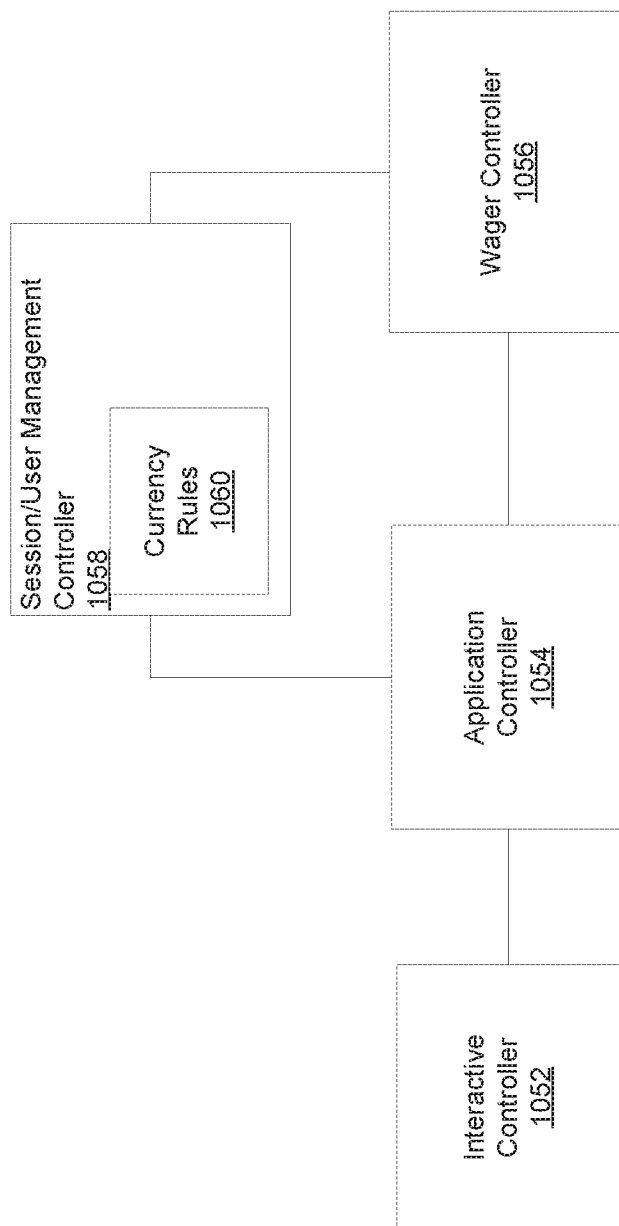 Session/User Management
Controller
1058
Currency
Rules
1060
Interactive
Controller
1052
Application
Controller
1054
Wager Controller
1056